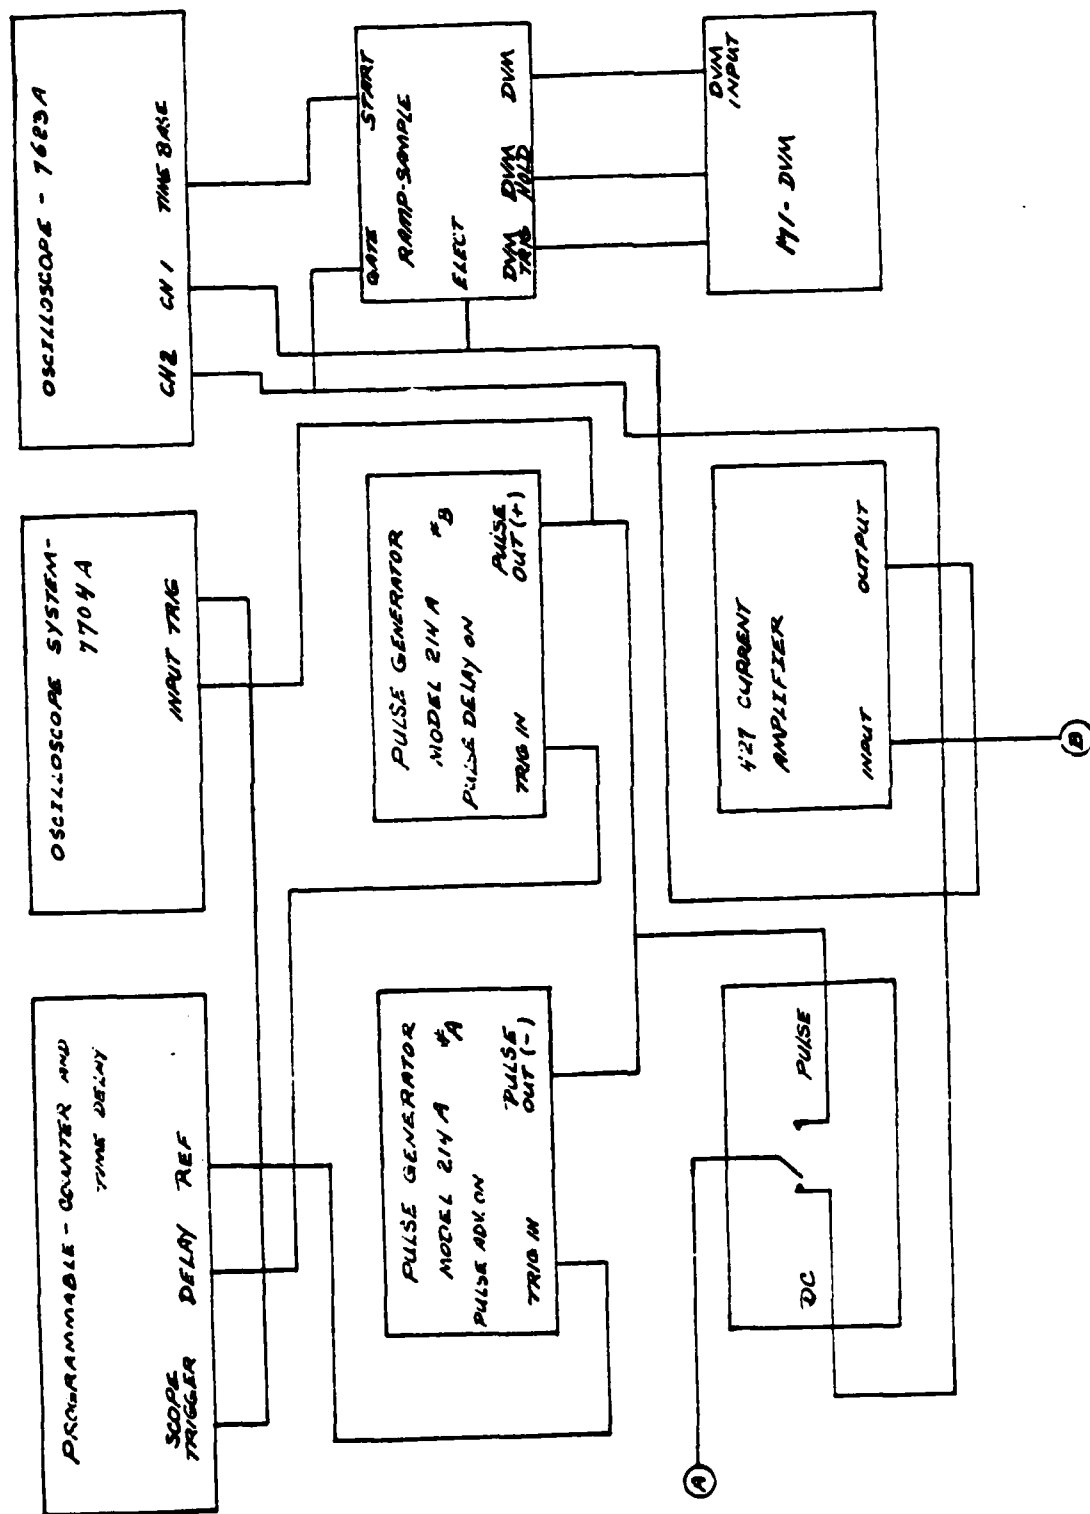 PROGRAMMABLE - COUNTER AND
TIME DELAY
SCOPE
TRIGGER
DELAY
REF
OSCILLOSCOPE SYSTEM-
7704A
INPUT TRIG
OSCILLOSCOPE - 7623A
CH2
CH1
TIME BASE
PULSE GENERATOR
MODEL 214A #A
PULSE ADV. ON
TRIG IN
PULSE
OUT (-)
PULSE GENERATOR
MODEL 214A #B
PULSE DELAY ON
TRIG IN
PULSE
OUT (+)
GATE
START
RAMP-SAMPLE
ELECT
DVM
TRIG
DVM
HOLD
DVM
DC
PULSE
427 CURRENT
AMPLIFIER
INPUT
OUTPUT
DVM
INPUT
M1-DVM
A
B